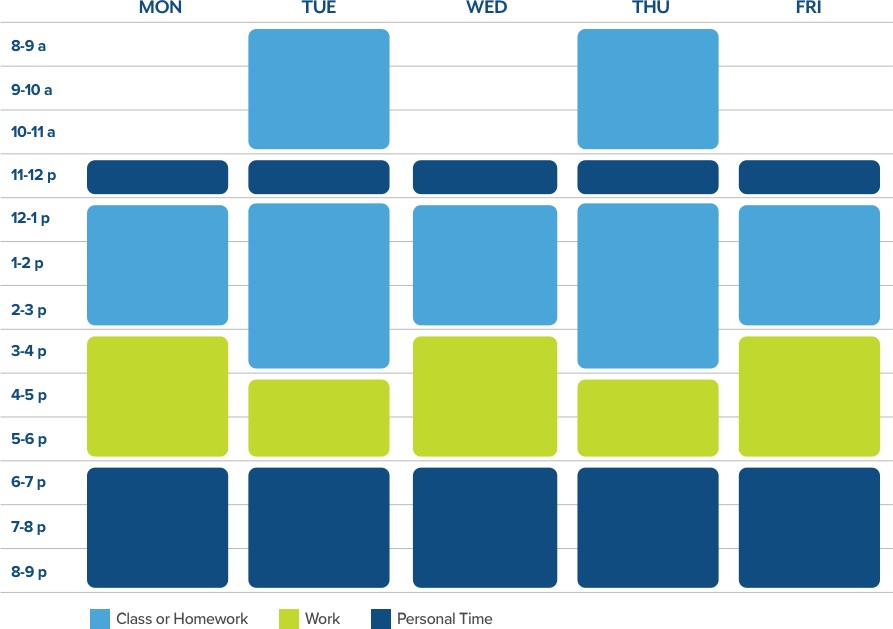 MON TUE WED THU FRI
8-9 a
9-10 a
10-11 a
11-12 p
12-1 p
1-2 p
2-3 p
3-4 p
4-5 p
5-6 p
6-7 p
7-8 p
8-9 p
Class or Homework Work Personal Time